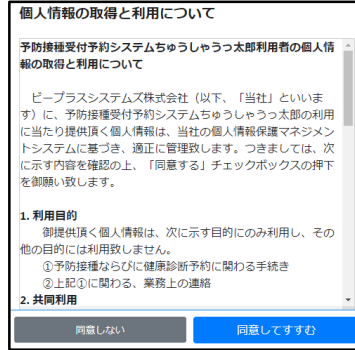 個人情報の取得と利用について
予防接種受付予約システムちゅうしゃうっ太郎利用者の個人情
報の取得と利用について
ビープラスシステムズ株式会社（以下、「当社」といいま
す）に、予防接種受付予約システムちゅうしゃうっ太郎の利用
に当たり提供頂く個人情報は、当社の個人情報保護マネジメン
トシステムに基づき、適正に管理致します。つきましては、次
に示す内容を確認の上、「同意する」チェックボックスの押下
を御願い致します。
1. 利用目的
御提供頂く個人情報は、次に示す目的にのみ利用し、その
他の目的には利用致しません。
①予防接種ならびに健康診断予約に関わる手続き
②上記①に関わる、業務上の連絡
2. 共同利用
同意しない
同意してすすむ